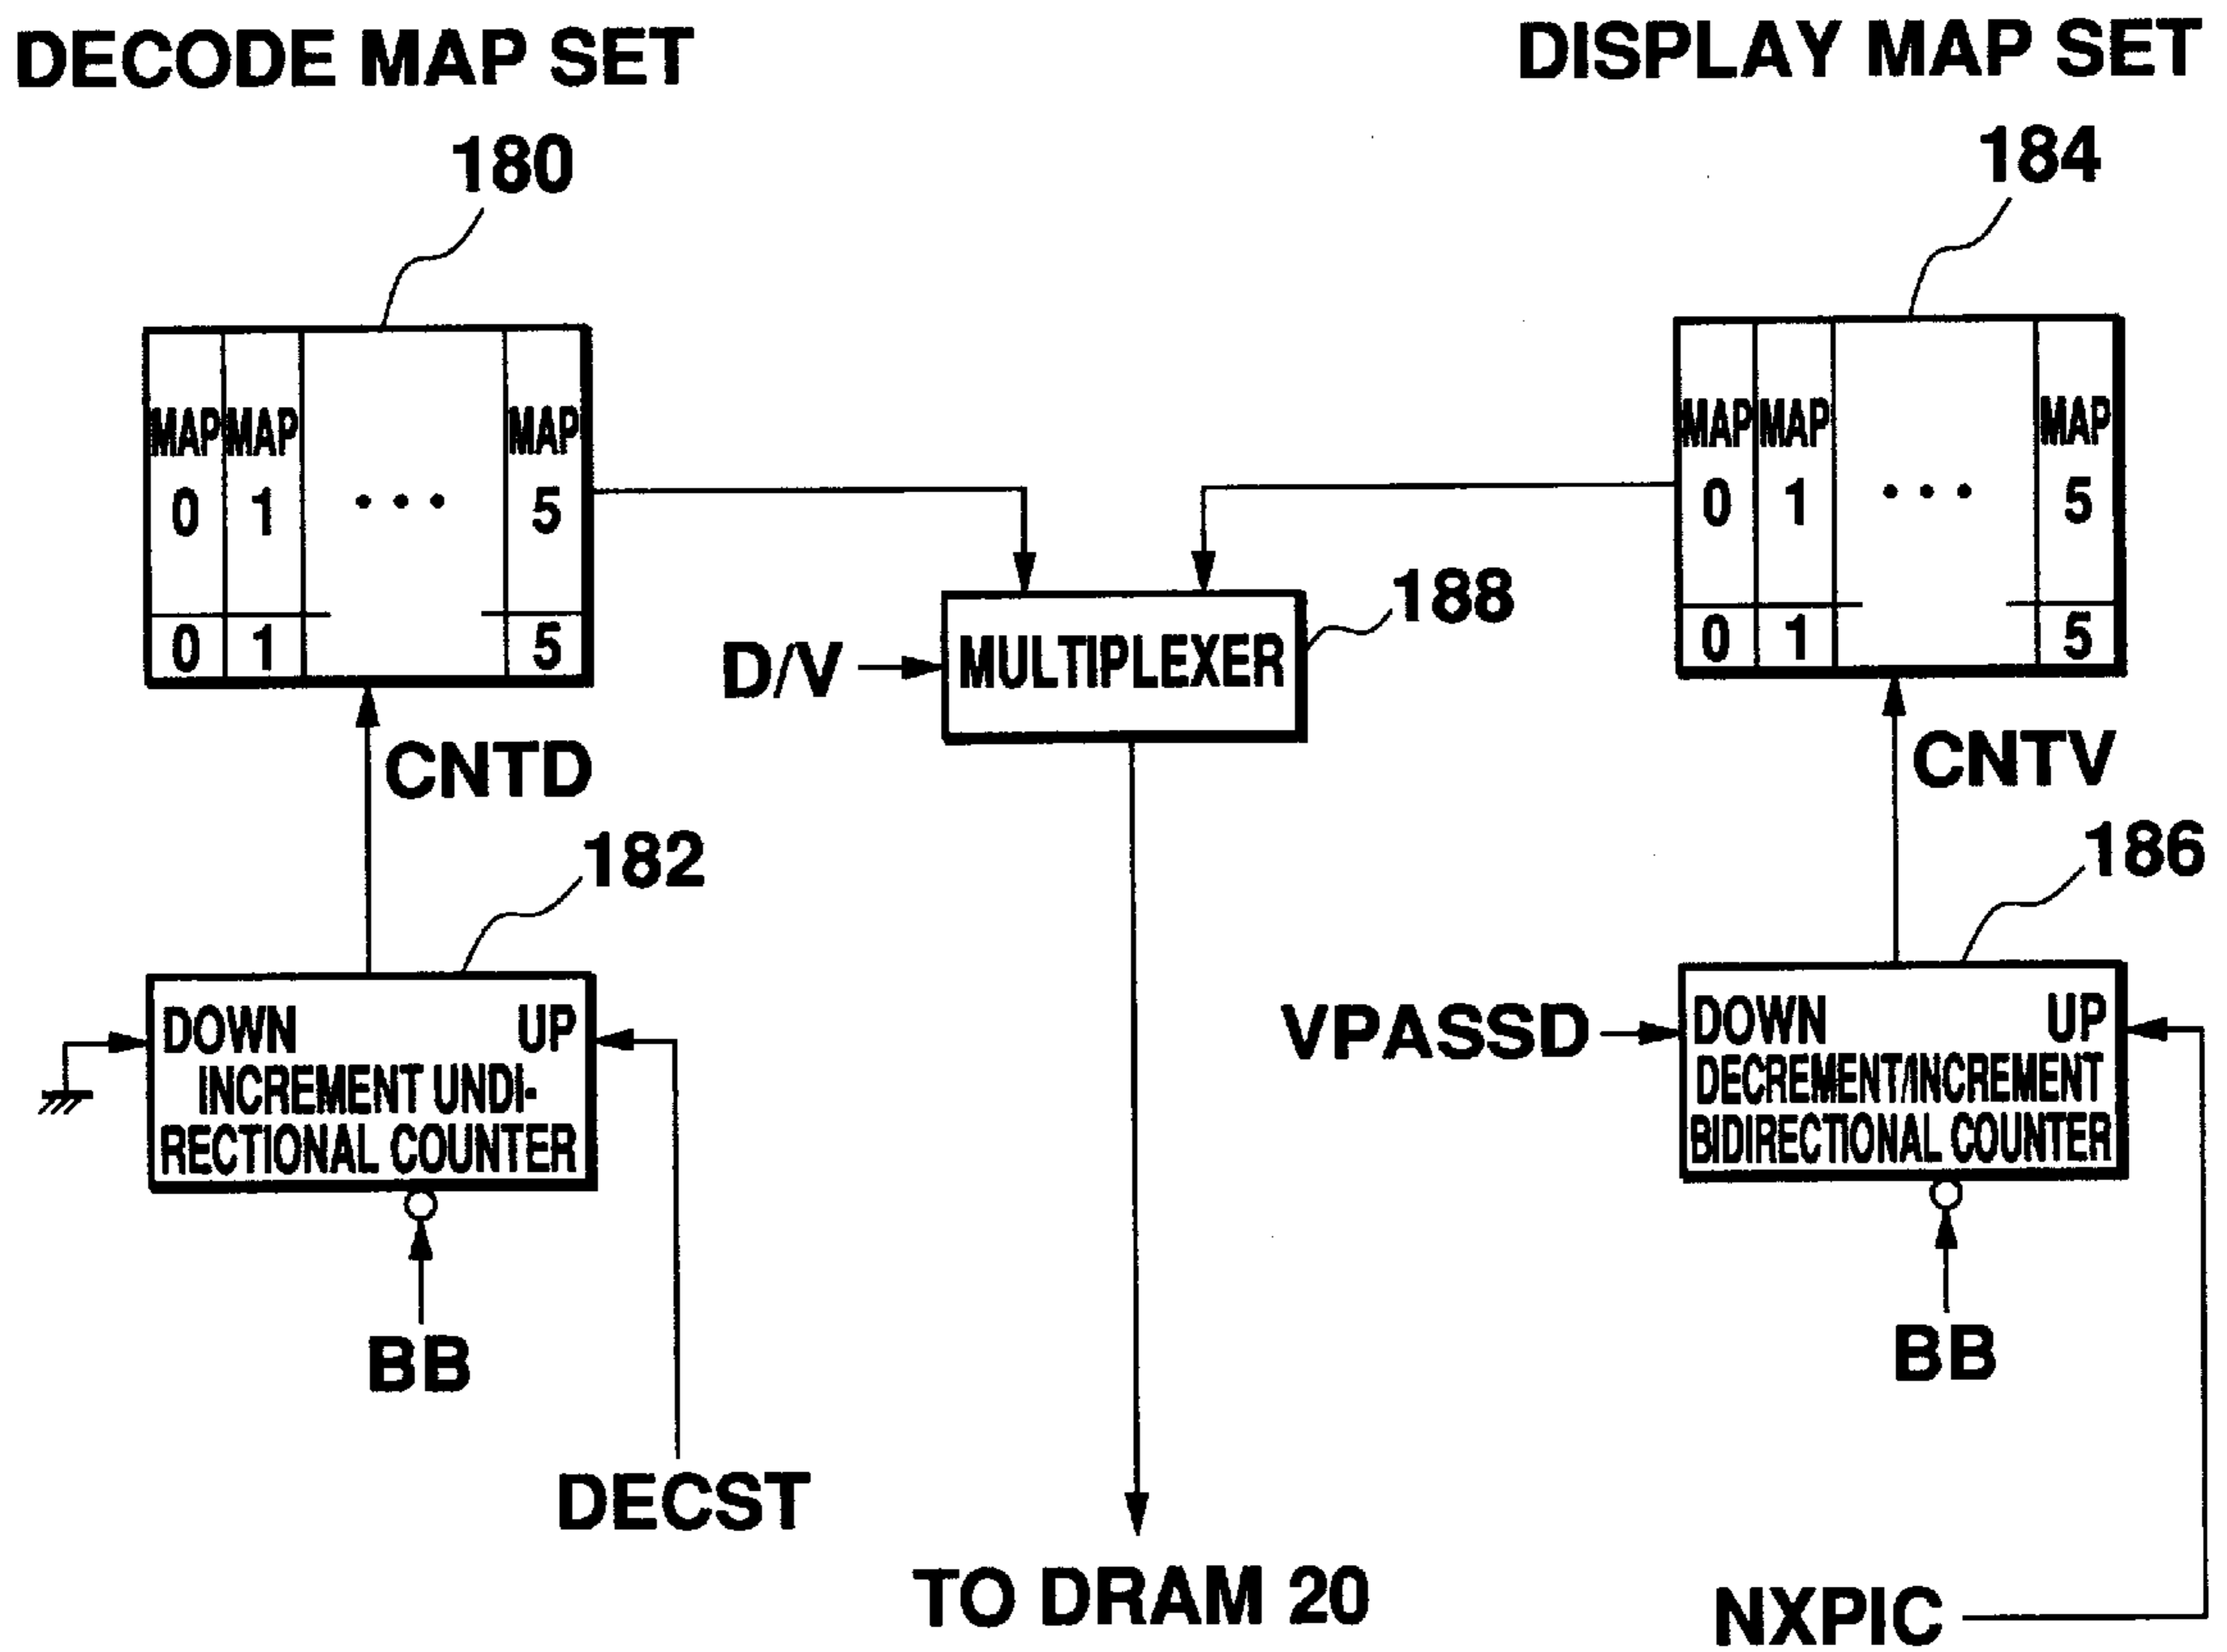 DECODE MAP SET
DISPLAY MAP SET
180
184
MAP MAP MAP
0 1 ... 5
0 1 5
MAP MAP MAP
0 1 ... 5
0 1 5
188
D/V
MULTIPLEXER
CNTD
CNTV
182
186
DOWN UP
INCREMENT UNDI-
RECTIONAL COUNTER
VPASSD
DOWN UP
DECREMENT/INCREMENT
BIDIRECTIONAL COUNTER
BB
BB
DECST
TO DRAM 20
NXPIC